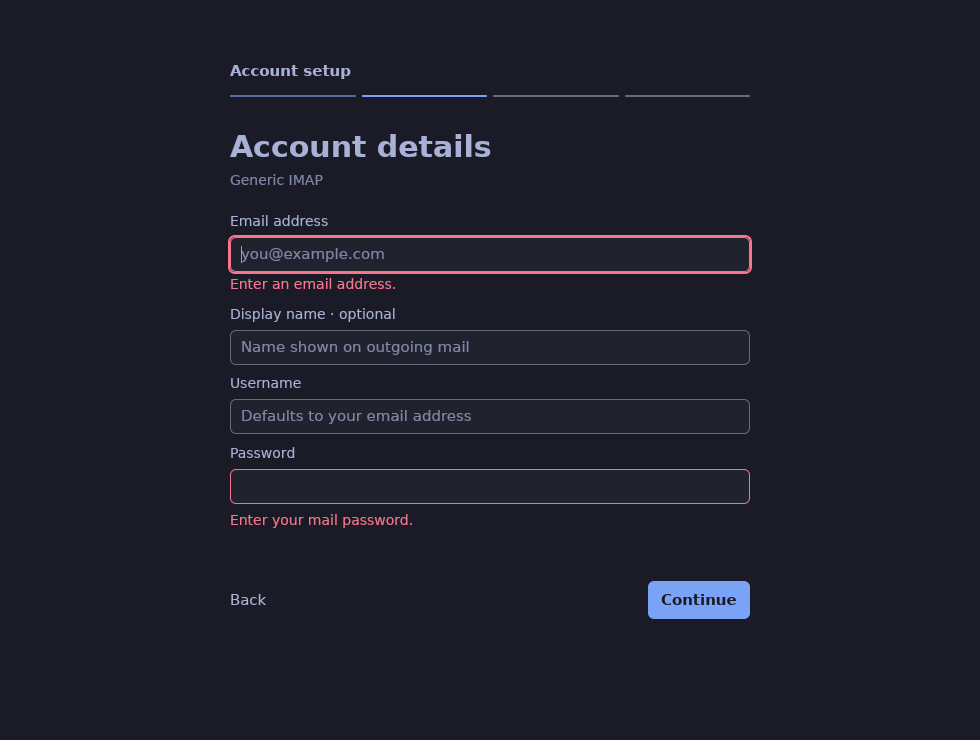 Account setup
Account details
Generic IMAP
Email address
you@example.com
Enter an email address.
Display name · optional
Name shown on outgoing mail
Username
Defaults to your email address
Password
Enter your mail password.
Back
Continue